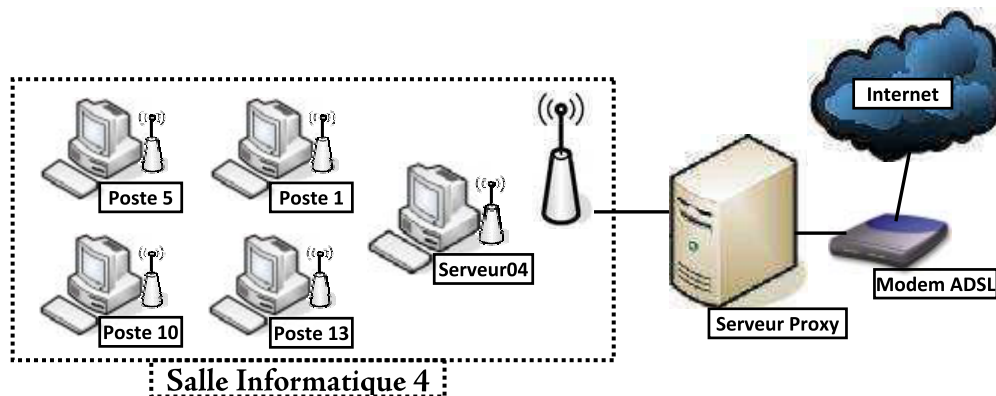 Internet
Poste 5
Poste 1
Serveur04
Modem ADSL
Poste 10
Poste 13
Serveur Proxy
Salle Informatique 4